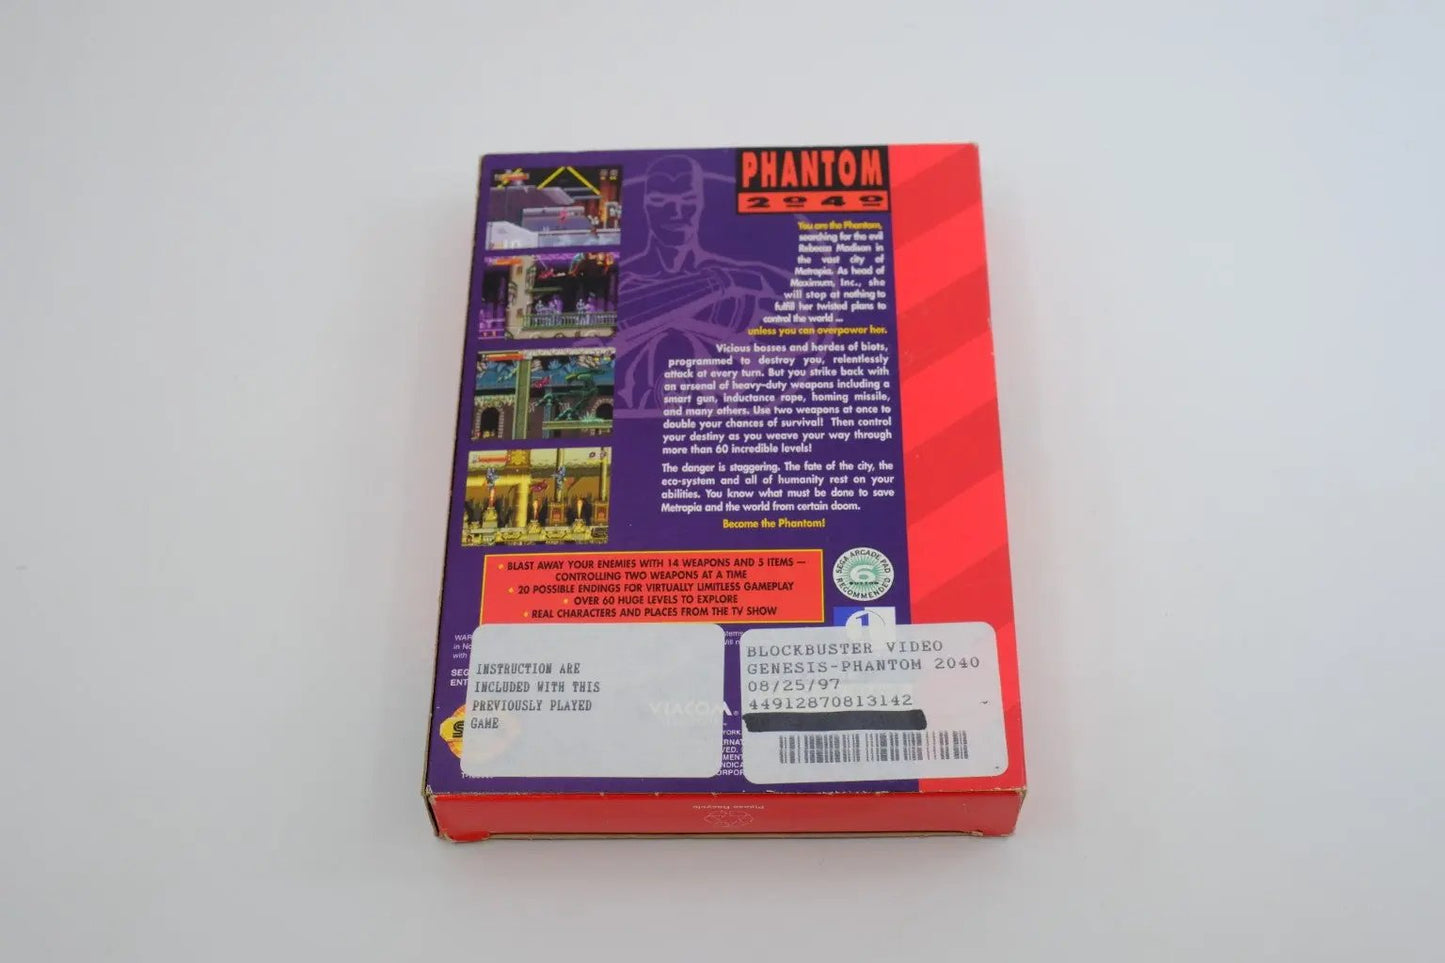 PHANTOM
2040
You are the Phantom,
searching for the evil
Rebecca Madison in
the vast city of
Metropia. As head of
Maximum, Inc., she
will stop at nothing to
fulfill her twisted plans to
control the world ...
unless you can overpower her.
Vicious bosses and hordes of biots,
programmed to destroy you, relentlessly
attack at every turn. But you strike back with
an arsenal of heavy-duty weapons including a
smart gun, inductance rope, homing missile,
and many others. Use two weapons at once to
double your chances of survival! Then control
your destiny as you weave your way through
more than 60 incredible levels!
The danger is staggering. The fate of the city, the
eco-system and all of humanity rest on your
abilities. You know what must be done to save
Metropia and the world from certain doom.
Become the Phantom!
• BLAST AWAY YOUR ENEMIES WITH 14 WEAPONS AND 5 ITEMS —
CONTROLLING TWO WEAPONS AT A TIME
• 20 POSSIBLE ENDINGS FOR VIRTUALLY LIMITLESS GAMEPLAY
• OVER 60 HUGE LEVELS TO EXPLORE
• REAL CHARACTERS AND PLACES FROM THE TV SHOW
SEGA ARCADE PAD
6
BUTTON
RECOMMENDED
1
INSTRUCTION ARE
INCLUDED WITH THIS
PREVIOUSLY PLAYED
GAME
VIACOM
BLOCKBUSTER VIDEO
GENESIS-PHANTOM 2040
08/25/97
44912870813142
Please Recycle